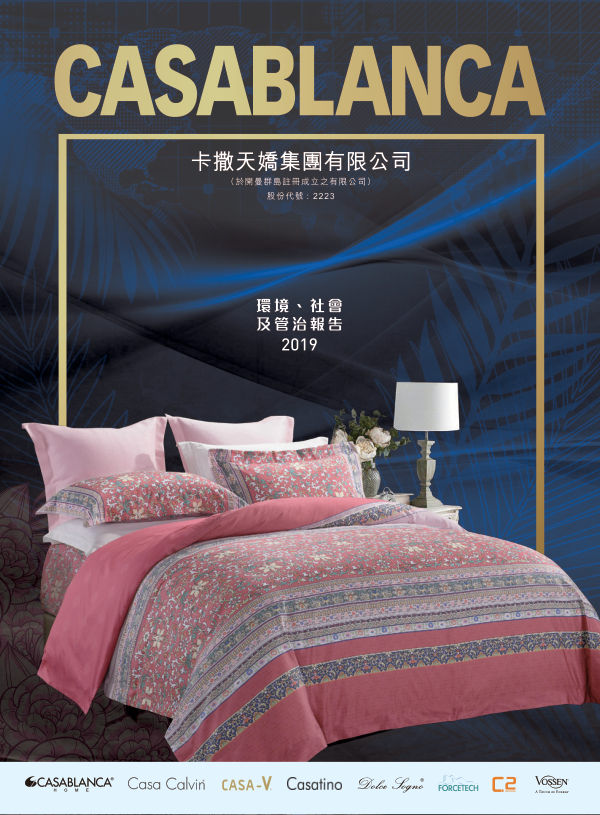 CASABLANCA
卡撒天嬌集團有限公司
（於開曼群島註冊成立之有限公司）
股份代號：2223
環境、社會
及管治報告
2019
CASABLANCA®
HOME
Casa Calvin
CASA-V
Casatino
Dolce Sogno®
FORCETECH
C2
VOSSEN